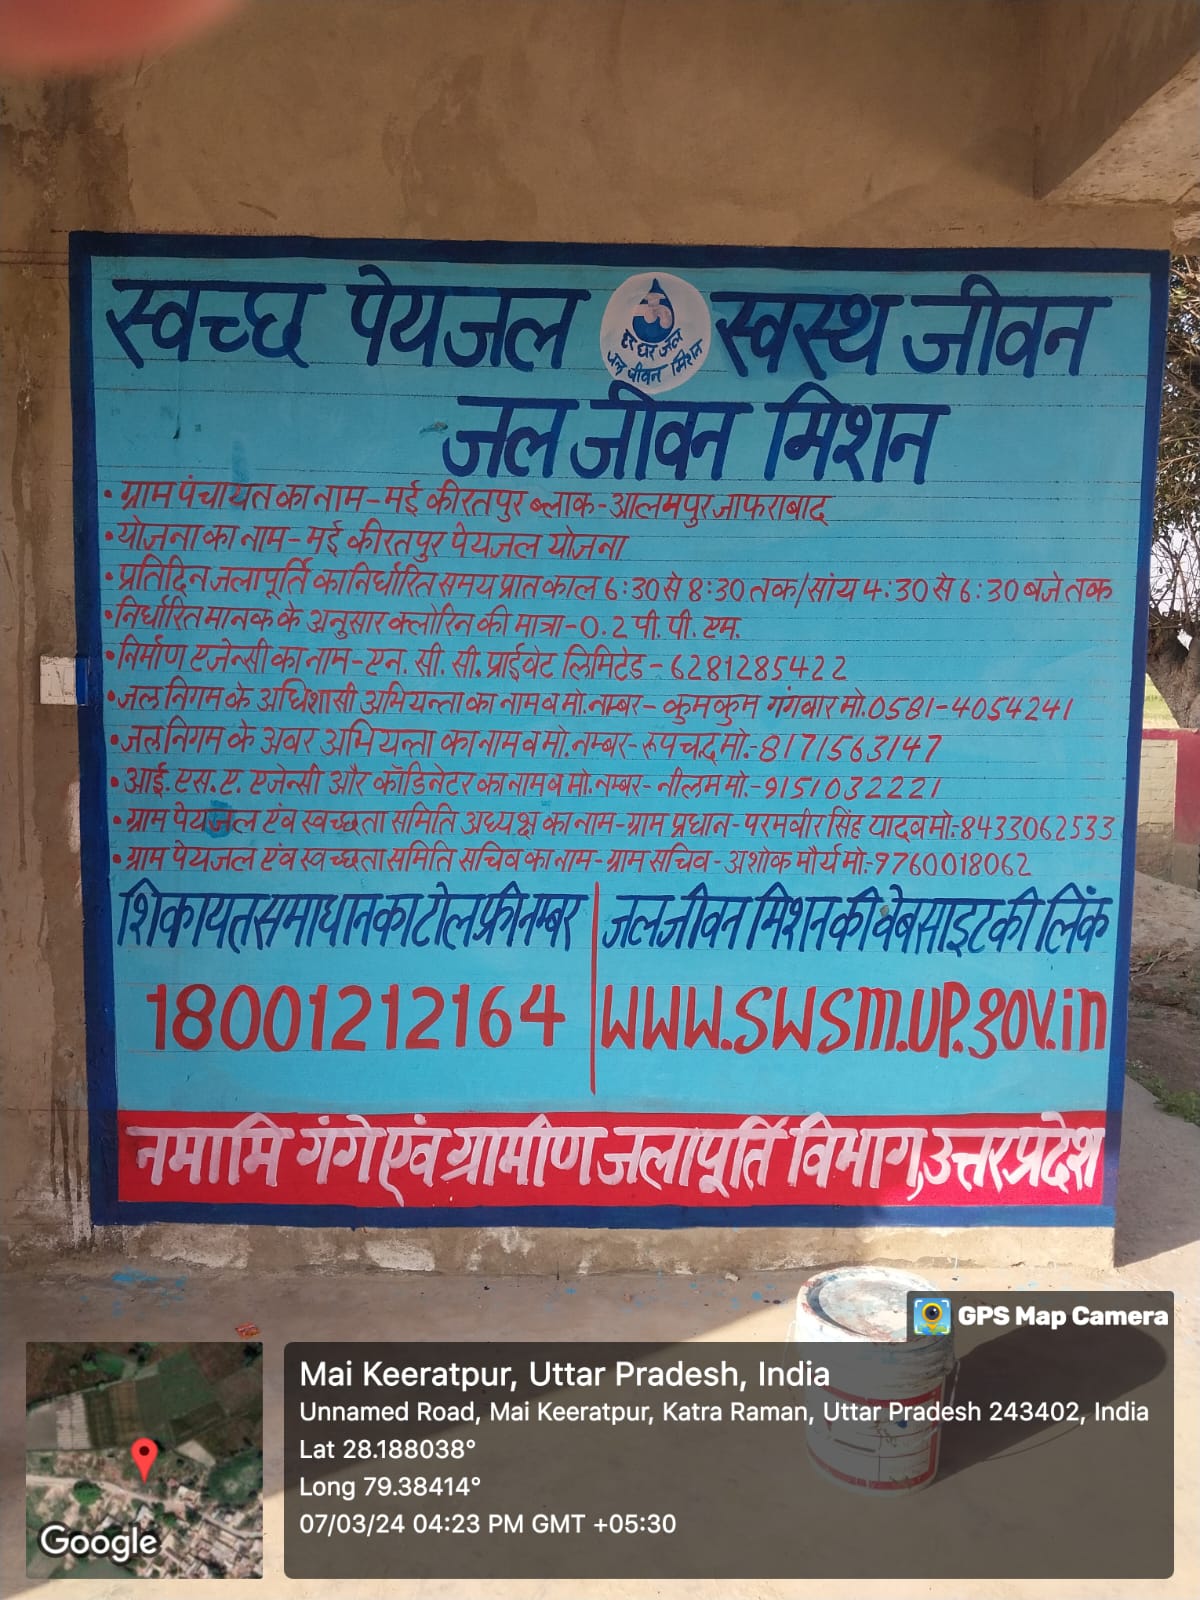 स्वच्छ पेयजल स्वस्थ जीवन
हर घर जल
जल जीवन मिशन
जल जीवन मिशन
• ग्राम पंचायत का नाम - मई कीरतपुर ब्लाक - आलमपुर जाफराबाद
• योजना का नाम - मई कीरतपुर पेयजल योजना
• प्रतिदिन जलापूर्ति का निर्धारित समय प्रात काल 6:30 से 8:30 तक/सांय 4:30 से 6:30 बजे तक
• निर्धारित मानक के अनुसार क्लोरिन की मात्रा - 0.2 पी. पी. एम.
• निर्माण एजेन्सी का नाम - एन. सी. सी. प्राईवेट लिमिटेड - 6281285422
• जल निगम के अधिशासी अभियन्ता का नाम व मो. नम्बर - कुमकुम गंगवार मो. 0581-4054241
• जल निगम के अवर अभियन्ता का नाम व मो. नम्बर - रूपचन्द्र मो.- 8171563147
• आई. एस. ए. एजेन्सी और कॉडिनेटर का नाम व मो. नम्बर - नीलम मो.- 9151032221
• ग्राम पेयजल एंव स्वच्छता समिति अध्यक्ष का नाम - ग्राम प्रधान - परमवीर सिंह यादव मो.: 8433062533
• ग्राम पेयजल एंव स्वच्छता समिति सचिव का नाम - ग्राम सचिव - अशोक मौर्य मो.- 9760018062
शिकायत समाधान का टोल फ्री नम्बर
18001212164
जल जीवन मिशन की वेबसाइट की लिंक
www.swsm.up.gov.in
नमामि गंगे एवं ग्रामीण जलापूर्ति विभाग, उत्तर प्रदेश
GPS Map Camera
Mai Keeratpur, Uttar Pradesh, India
Unnamed Road, Mai Keeratpur, Katra Raman, Uttar Pradesh 243402, India
Lat 28.188038°
Long 79.38414°
07/03/24 04:23 PM GMT +05:30
Google